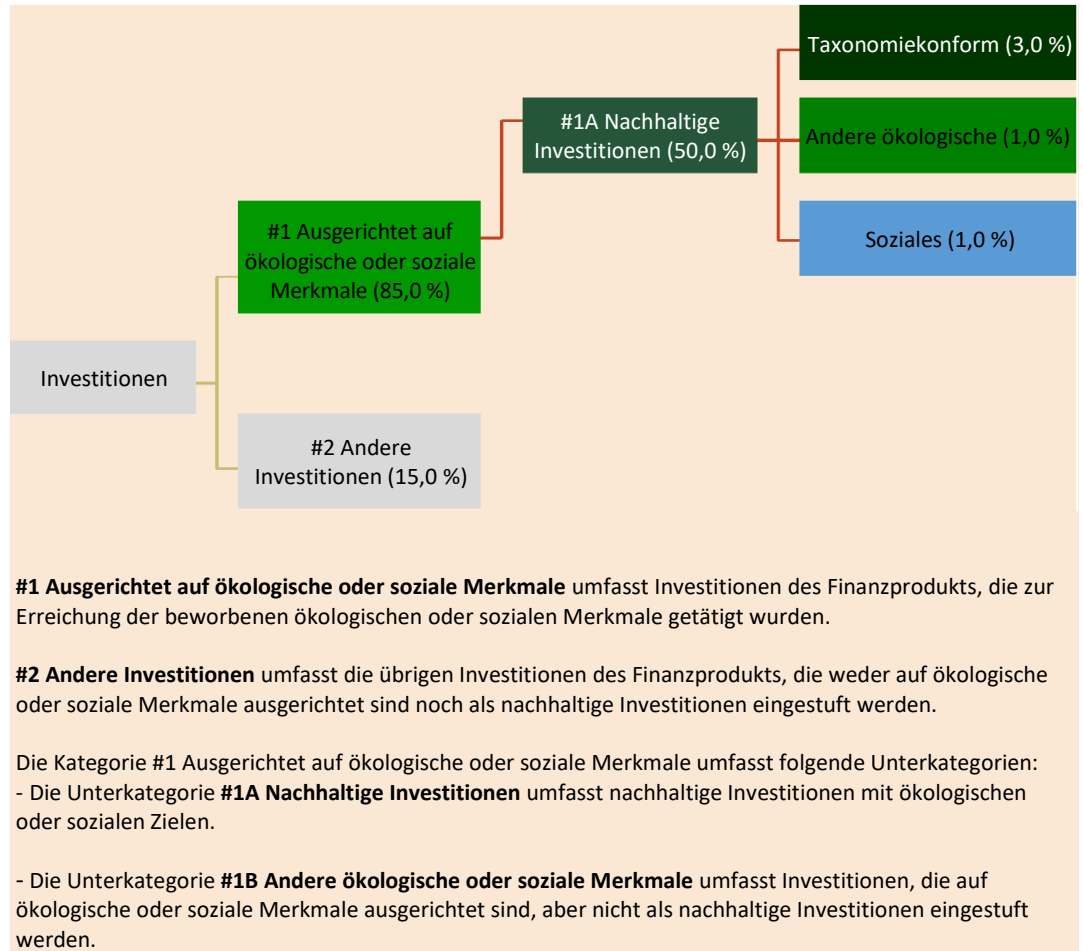 Taxonomiekonform (3,0 %)
#1A Nachhaltige
Investitionen (50,0 %)
Andere ökologische (1,0 %)
#1 Ausgerichtet auf
ökologische oder soziale
Merkmale (85,0 %)
Soziales (1,0 %)
Investitionen
#2 Andere
Investitionen (15,0 %)
#1 Ausgerichtet auf ökologische oder soziale Merkmale umfasst Investitionen des Finanzprodukts, die zur
Erreichung der beworbenen ökologischen oder sozialen Merkmale getätigt wurden.
#2 Andere Investitionen umfasst die übrigen Investitionen des Finanzprodukts, die weder auf ökologische
oder soziale Merkmale ausgerichtet sind noch als nachhaltige Investitionen eingestuft werden.
Die Kategorie #1 Ausgerichtet auf ökologische oder soziale Merkmale umfasst folgende Unterkategorien:
- Die Unterkategorie #1A Nachhaltige Investitionen umfasst nachhaltige Investitionen mit ökologischen
oder sozialen Zielen.
- Die Unterkategorie #1B Andere ökologische oder soziale Merkmale umfasst Investitionen, die auf
ökologische oder soziale Merkmale ausgerichtet sind, aber nicht als nachhaltige Investitionen eingestuft
werden.